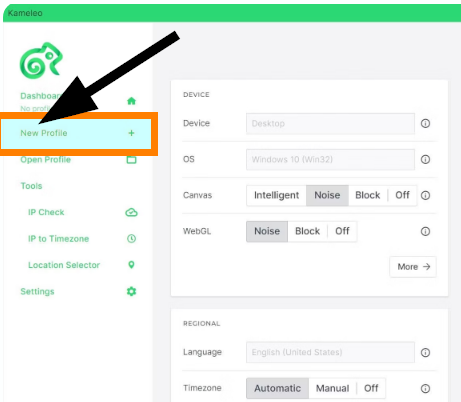 Kameleo
Dashboard
No profi
New Profile +
Open Profile
Tools
IP Check
IP to Timezone
Location Selector
Settings
DEVICE
Device Desktop
OS Windows 10 (Win32)
Canvas Intelligent Noise Block Off
WebGL Noise Block Off
More →
REGIONAL
Language English (United States)
Timezone Automatic Manual Off